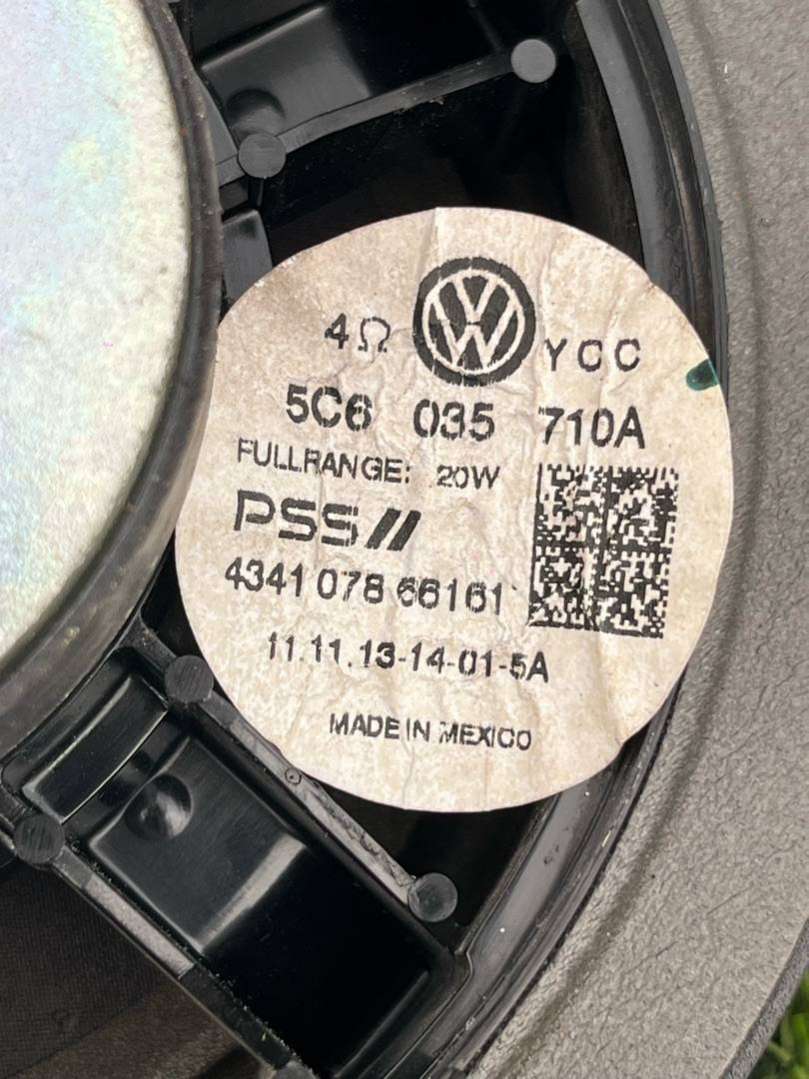 4Ω VW YCC
5C6 035 710A
FULLRANGE: 20W
PSS//
4341 078 66161
11.11.13-14-01-5A
MADE IN MEXICO